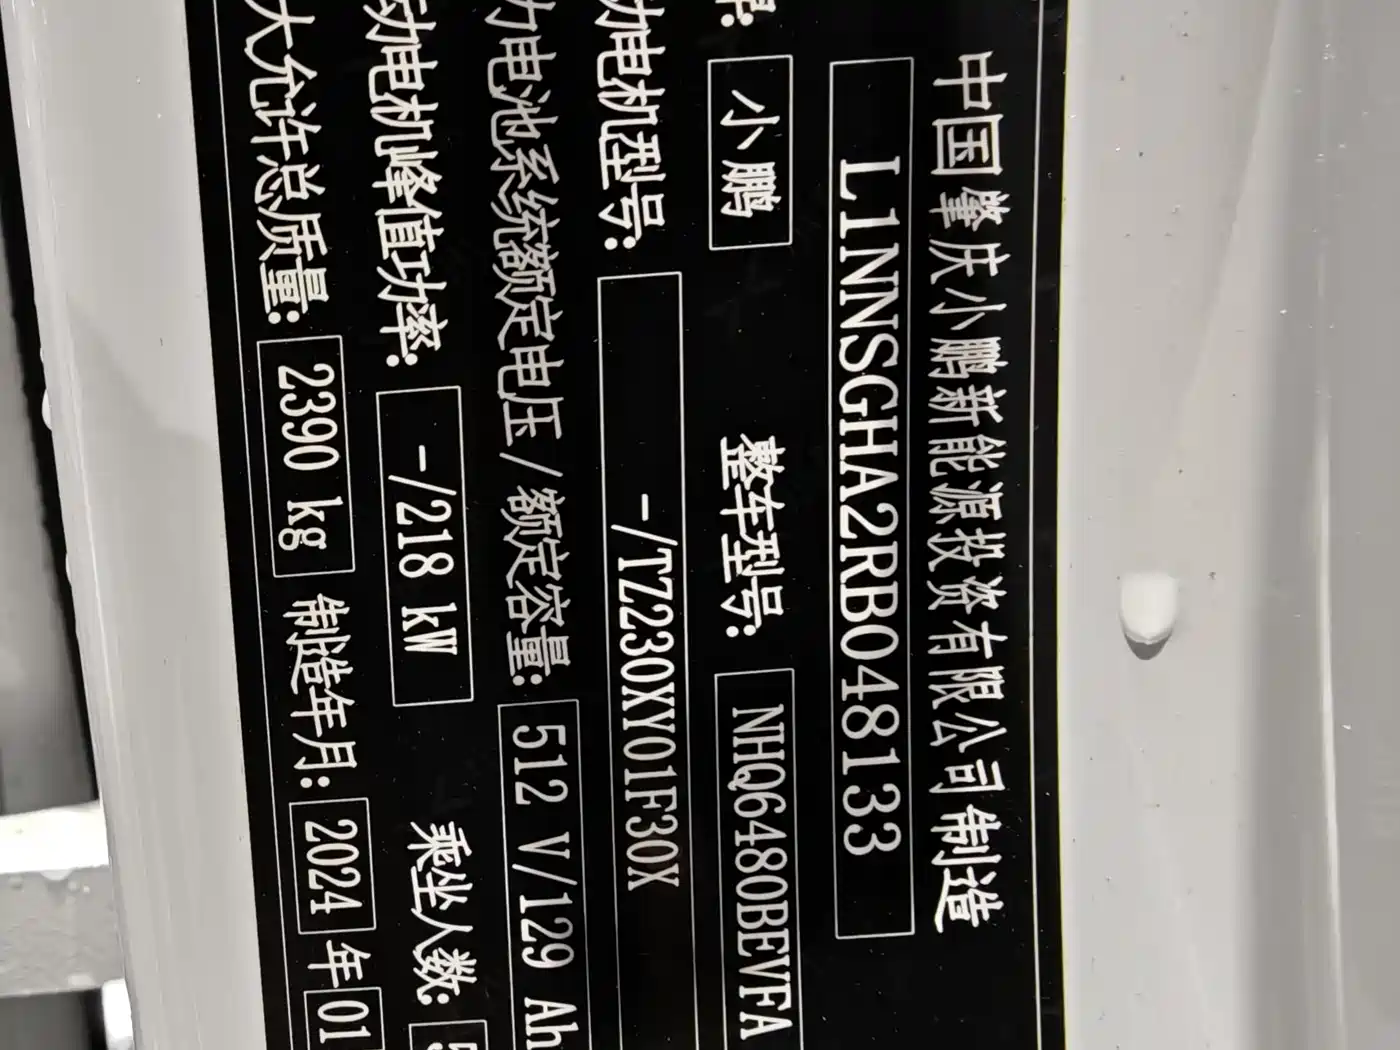 中国肇庆小鹏新能源投资有限公司制造
L1NNSGHA2RB048133
小鹏 整车型号: NHQ6480BEVFA
动电机型号: -/TZ230XY01F30X
力电池系统额定电压/额定容量: 512 V/129 Ah
动电机峰值功率: -/218 kW 乘坐人数: 5
大允许总质量: 2390 kg 制造年月: 2024 年 01